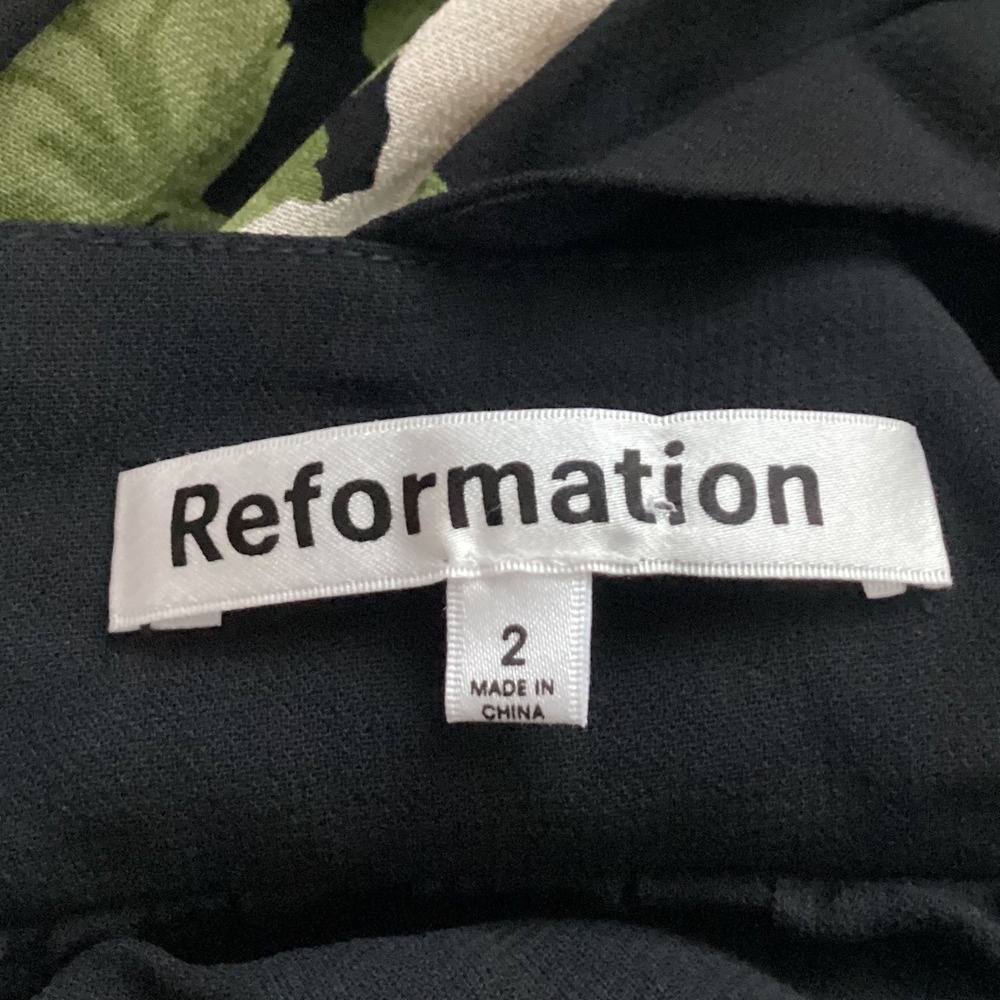 Reformation
2
MADE IN
CHINA